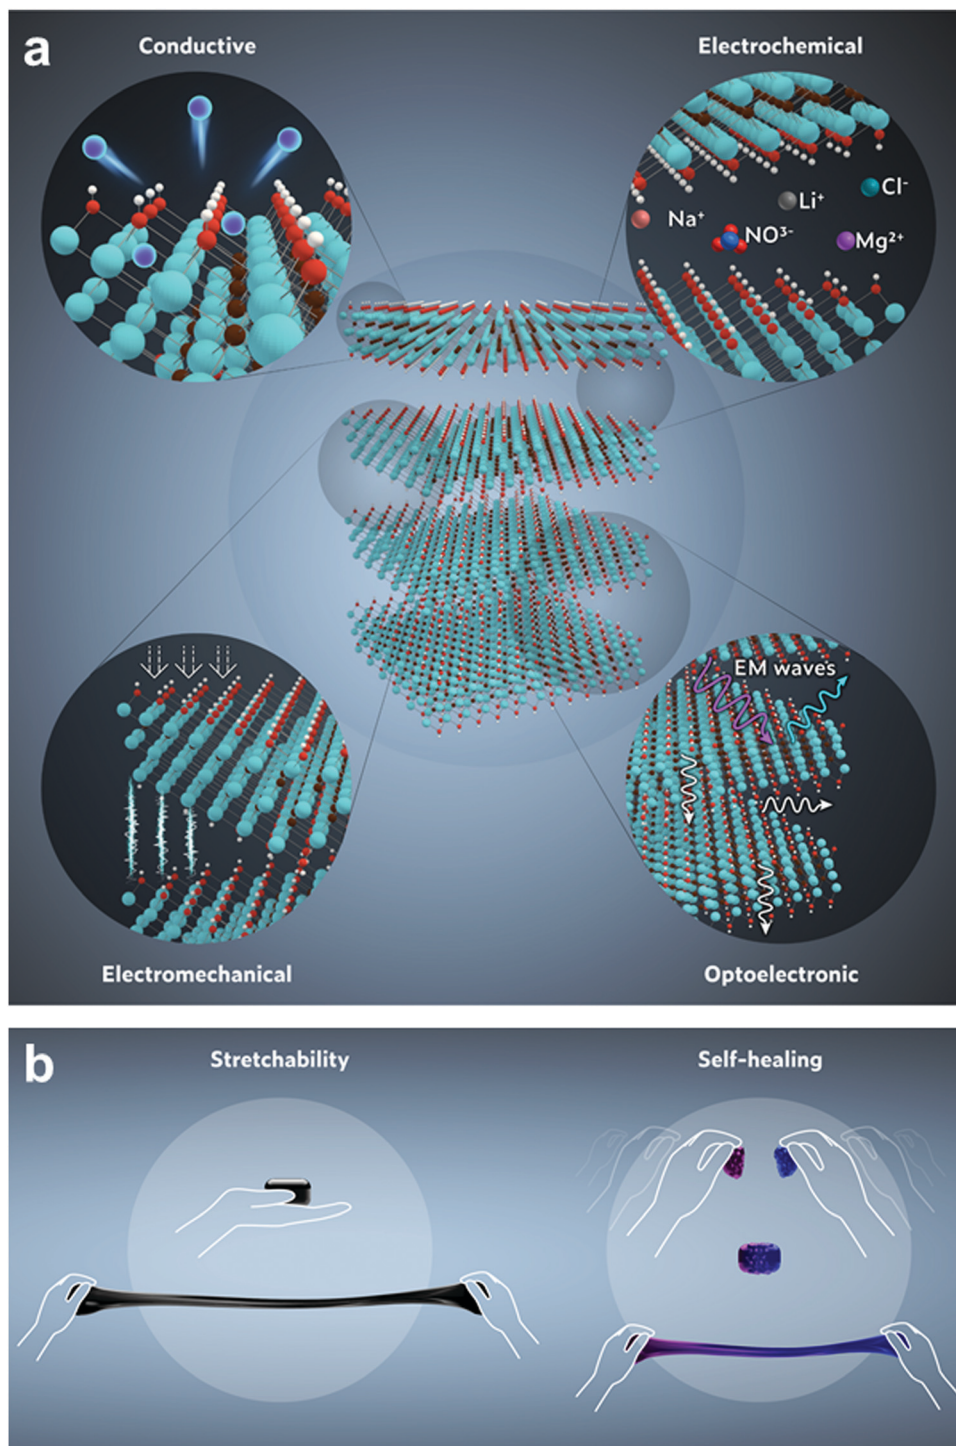 a
Conductive
Electrochemical
Li⁺
Cl⁻
Na⁺
NO³⁻
Mg²⁺
EM waves
Electromechanical
Optoelectronic
b
Stretchability
Self-healing